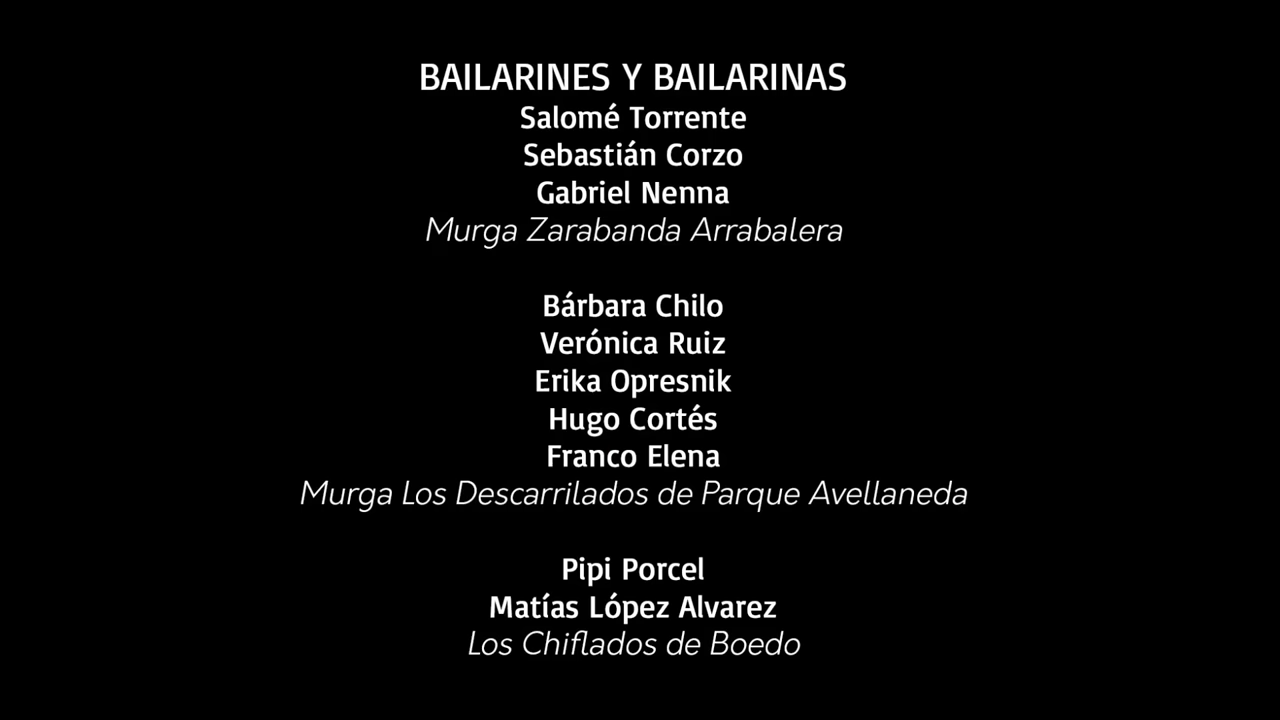 BAILARINES Y BAILARINAS
Salomé Torrente
Sebastián Corzo
Gabriel Nenna
Murga Zarabanda Arrabalera
Bárbara Chilo
Verónica Ruiz
Erika Opresnik
Hugo Cortés
Franco Elena
Murga Los Descarrilados de Parque Avellaneda
Pipi Porcel
Matías López Alvarez
Los Chiflados de Boedo